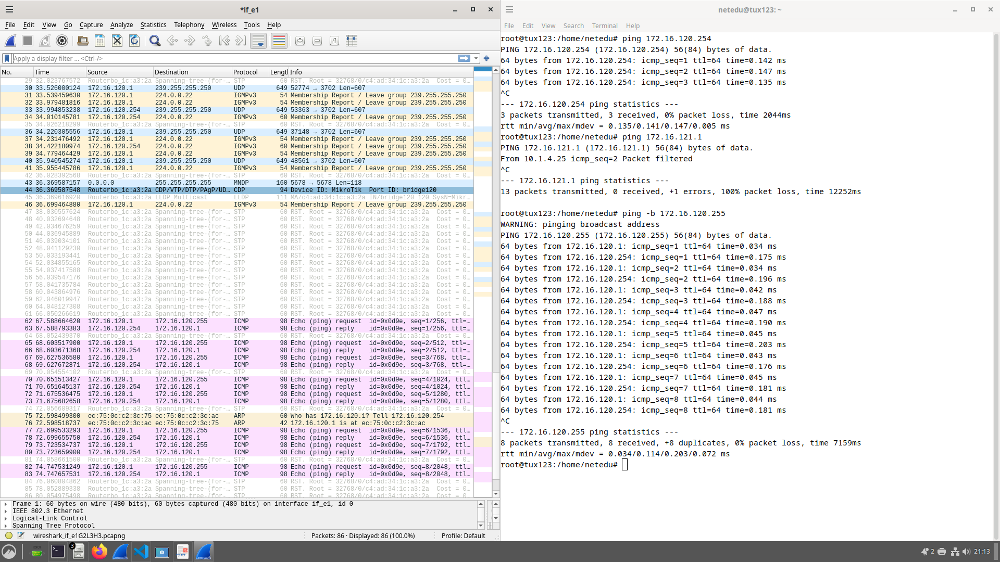 *if_e1
File Edit View Go Capture Analyze Statistics Telephony Wireless Tools Help
Apply a display filter ... <Ctrl-/>
No. Time Source Destination Protocol Length Info
29 32.023767572 Routerbo_1c:a3:2a Spanning-tree-(for-… STP 60 RST. Root = 32768/0/c4:ad:34:1c:a3:2a Cost = 0…
30 33.526000124 172.16.120.1 239.255.255.250 UDP 649 52774 → 3702 Len=607
31 33.539459630 172.16.120.1 224.0.0.22 IGMPv3 54 Membership Report / Leave group 239.255.255.250
32 33.979481816 172.16.120.1 224.0.0.22 IGMPv3 54 Membership Report / Leave group 239.255.255.250
33 33.994853238 172.16.120.254 239.255.255.250 UDP 649 53363 → 3702 Len=607
34 34.010145781 172.16.120.254 224.0.0.22 IGMPv3 60 Membership Report / Leave group 239.255.255.250
35 34.026218299 Routerbo_1c:a3:2a Spanning-tree-(for-… STP 60 RST. Root = 32768/0/c4:ad:34:1c:a3:2a Cost = 0…
36 34.220305556 172.16.120.1 239.255.255.250 UDP 649 37148 → 3702 Len=607
37 34.231476492 172.16.120.1 224.0.0.22 IGMPv3 54 Membership Report / Leave group 239.255.255.250
38 34.422180974 172.16.120.254 224.0.0.22 IGMPv3 60 Membership Report / Leave group 239.255.255.250
39 34.779464429 172.16.120.1 224.0.0.22 IGMPv3 54 Membership Report / Leave group 239.255.255.250
40 35.940545274 172.16.120.1 239.255.255.250 UDP 649 48561 → 3702 Len=607
41 35.955445786 172.16.120.1 224.0.0.22 IGMPv3 54 Membership Report / Leave group 239.255.255.250
42 36.028392568 Routerbo_1c:a3:2a Spanning-tree-(for-… STP 60 RST. Root = 32768/0/c4:ad:34:1c:a3:2a Cost = 0…
43 36.369587157 0.0.0.0 255.255.255.255 MNDP 160 5678 → 5678 Len=118
44 36.369587548 Routerbo_1c:a3:2a CDP/VTP/DTP/PAgP/UD… CDP 94 Device ID: MikroTik Port ID: bridge120
45 36.369616920 Routerbo_1c:a3:2a LLDP_Multicast LLDP 111 MA/c4:ad:34:1c:a3:2a IN/bridge120 120 SysN=Mikr…
46 36.699464880 172.16.120.1 224.0.0.22 IGMPv3 54 Membership Report / Leave group 239.255.255.250
47 38.030557624 Routerbo_1c:a3:2a Spanning-tree-(for-… STP 60 RST. Root = 32768/0/c4:ad:34:1c:a3:2a Cost = 0…
48 40.032694648 Routerbo_1c:a3:2a Spanning-tree-(for-… STP 60 RST. Root = 32768/0/c4:ad:34:1c:a3:2a Cost = 0…
49 42.034676259 Routerbo_1c:a3:2a Spanning-tree-(for-… STP 60 RST. Root = 32768/0/c4:ad:34:1c:a3:2a Cost = 0…
50 44.036945889 Routerbo_1c:a3:2a Spanning-tree-(for-… STP 60 RST. Root = 32768/0/c4:ad:34:1c:a3:2a Cost = 0…
51 46.039034101 Routerbo_1c:a3:2a Spanning-tree-(for-… STP 60 RST. Root = 32768/0/c4:ad:34:1c:a3:2a Cost = 0…
52 48.041129230 Routerbo_1c:a3:2a Spanning-tree-(for-… STP 60 RST. Root = 32768/0/c4:ad:34:1c:a3:2a Cost = 0…
53 50.033193441 Routerbo_1c:a3:2a Spanning-tree-(for-… STP 60 RST. Root = 32768/0/c4:ad:34:1c:a3:2a Cost = 0…
54 52.034855165 Routerbo_1c:a3:2a Spanning-tree-(for-… STP 60 RST. Root = 32768/0/c4:ad:34:1c:a3:2a Cost = 0…
55 54.037417588 Routerbo_1c:a3:2a Spanning-tree-(for-… STP 60 RST. Root = 32768/0/c4:ad:34:1c:a3:2a Cost = 0…
56 56.039547176 Routerbo_1c:a3:2a Spanning-tree-(for-… STP 60 RST. Root = 32768/0/c4:ad:34:1c:a3:2a Cost = 0…
57 58.041735784 Routerbo_1c:a3:2a Spanning-tree-(for-… STP 60 RST. Root = 32768/0/c4:ad:34:1c:a3:2a Cost = 0…
58 60.043864976 Routerbo_1c:a3:2a Spanning-tree-(for-… STP 60 RST. Root = 32768/0/c4:ad:34:1c:a3:2a Cost = 0…
59 62.046019947 Routerbo_1c:a3:2a Spanning-tree-(for-… STP 60 RST. Root = 32768/0/c4:ad:34:1c:a3:2a Cost = 0…
60 64.048127308 Routerbo_1c:a3:2a Spanning-tree-(for-… STP 60 RST. Root = 32768/0/c4:ad:34:1c:a3:2a Cost = 0…
61 66.050266619 Routerbo_1c:a3:2a Spanning-tree-(for-… STP 60 RST. Root = 32768/0/c4:ad:34:1c:a3:2a Cost = 0…
62 67.588664620 172.16.120.1 172.16.120.255 ICMP 98 Echo (ping) request id=0x0d9e, seq=1/256, ttl=…
63 67.588793383 172.16.120.254 172.16.120.1 ICMP 98 Echo (ping) reply id=0x0d9e, seq=1/256, ttl=…
64 68.052439370 Routerbo_1c:a3:2a Spanning-tree-(for-… STP 60 RST. Root = 32768/0/c4:ad:34:1c:a3:2a Cost = 0…
65 68.603517900 172.16.120.1 172.16.120.255 ICMP 98 Echo (ping) request id=0x0d9e, seq=2/512, ttl=…
66 68.603671368 172.16.120.254 172.16.120.1 ICMP 98 Echo (ping) reply id=0x0d9e, seq=2/512, ttl=…
67 69.627536580 172.16.120.1 172.16.120.255 ICMP 98 Echo (ping) request id=0x0d9e, seq=3/768, ttl=…
68 69.627672871 172.16.120.254 172.16.120.1 ICMP 98 Echo (ping) reply id=0x0d9e, seq=3/768, ttl=…
69 70.054554102 Routerbo_1c:a3:2a Spanning-tree-(for-… STP 60 RST. Root = 32768/0/c4:ad:34:1c:a3:2a Cost = 0…
70 70.651513427 172.16.120.1 172.16.120.255 ICMP 98 Echo (ping) request id=0x0d9e, seq=4/1024, ttl…
71 70.651645137 172.16.120.254 172.16.120.1 ICMP 98 Echo (ping) reply id=0x0d9e, seq=4/1024, ttl…
72 71.675536475 172.16.120.1 172.16.120.255 ICMP 98 Echo (ping) request id=0x0d9e, seq=5/1280, ttl…
73 71.675682658 172.16.120.254 172.16.120.1 ICMP 98 Echo (ping) reply id=0x0d9e, seq=5/1280, ttl…
74 72.056609317 Routerbo_1c:a3:2a Spanning-tree-(for-… STP 60 RST. Root = 32768/0/c4:ad:34:1c:a3:2a Cost = 0…
75 72.598499300 ec:75:0c:c2:3c:75 ec:75:0c:c2:3c:ac ARP 60 Who has 172.16.120.1? Tell 172.16.120.254
76 72.598518737 ec:75:0c:c2:3c:ac ec:75:0c:c2:3c:75 ARP 42 172.16.120.1 is at ec:75:0c:c2:3c:ac
77 72.699533293 172.16.120.1 172.16.120.255 ICMP 98 Echo (ping) request id=0x0d9e, seq=6/1536, ttl…
78 72.699655750 172.16.120.254 172.16.120.1 ICMP 98 Echo (ping) reply id=0x0d9e, seq=6/1536, ttl…
79 73.723534737 172.16.120.1 172.16.120.255 ICMP 98 Echo (ping) request id=0x0d9e, seq=7/1792, ttl…
80 73.723659900 172.16.120.254 172.16.120.1 ICMP 98 Echo (ping) reply id=0x0d9e, seq=7/1792, ttl…
81 74.058661500 Routerbo_1c:a3:2a Spanning-tree-(for-… STP 60 RST. Root = 32768/0/c4:ad:34:1c:a3:2a Cost = 0…
82 74.747531249 172.16.120.1 172.16.120.255 ICMP 98 Echo (ping) request id=0x0d9e, seq=8/2048, ttl…
83 74.747657531 172.16.120.254 172.16.120.1 ICMP 98 Echo (ping) reply id=0x0d9e, seq=8/2048, ttl…
84 76.060804862 Routerbo_1c:a3:2a Spanning-tree-(for-… STP 60 RST. Root = 32768/0/c4:ad:34:1c:a3:2a Cost = 0…
85 78.052889338 Routerbo_1c:a3:2a Spanning-tree-(for-… STP 60 RST. Root = 32768/0/c4:ad:34:1c:a3:2a Cost = 0…
86 80.054975498 Routerbo_1c:a3:2a Spanning-tree-(for-… STP 60 RST. Root = 32768/0/c4:ad:34:1c:a3:2a Cost = 0…
Frame 1: 60 bytes on wire (480 bits), 60 bytes captured (480 bits) on interface if_e1, id 0
IEEE 802.3 Ethernet
Logical-Link Control
Spanning Tree Protocol
wireshark_if_e1G2L3H3.pcapng Packets: 86 · Displayed: 86 (100.0%) Profile: Default
netedu@tux123: ~
File Edit View Search Terminal Help
root@tux123:/home/netedu# ping 172.16.120.254
PING 172.16.120.254 (172.16.120.254) 56(84) bytes of data.
64 bytes from 172.16.120.254: icmp_seq=1 ttl=64 time=0.142 ms
64 bytes from 172.16.120.254: icmp_seq=2 ttl=64 time=0.147 ms
64 bytes from 172.16.120.254: icmp_seq=3 ttl=64 time=0.135 ms
^C
--- 172.16.120.254 ping statistics ---
3 packets transmitted, 3 received, 0% packet loss, time 2044ms
rtt min/avg/max/mdev = 0.135/0.141/0.147/0.005 ms
root@tux123:/home/netedu# ping 172.16.121.1
PING 172.16.121.1 (172.16.121.1) 56(84) bytes of data.
From 10.1.4.25 icmp_seq=2 Packet filtered
^C
--- 172.16.121.1 ping statistics ---
13 packets transmitted, 0 received, +1 errors, 100% packet loss, time 12252ms
root@tux123:/home/netedu# ping -b 172.16.120.255
WARNING: pinging broadcast address
PING 172.16.120.255 (172.16.120.255) 56(84) bytes of data.
64 bytes from 172.16.120.1: icmp_seq=1 ttl=64 time=0.034 ms
64 bytes from 172.16.120.254: icmp_seq=1 ttl=64 time=0.175 ms
64 bytes from 172.16.120.1: icmp_seq=2 ttl=64 time=0.034 ms
64 bytes from 172.16.120.254: icmp_seq=2 ttl=64 time=0.196 ms
64 bytes from 172.16.120.1: icmp_seq=3 ttl=64 time=0.042 ms
64 bytes from 172.16.120.254: icmp_seq=3 ttl=64 time=0.188 ms
64 bytes from 172.16.120.1: icmp_seq=4 ttl=64 time=0.047 ms
64 bytes from 172.16.120.254: icmp_seq=4 ttl=64 time=0.190 ms
64 bytes from 172.16.120.1: icmp_seq=5 ttl=64 time=0.045 ms
64 bytes from 172.16.120.254: icmp_seq=5 ttl=64 time=0.203 ms
64 bytes from 172.16.120.1: icmp_seq=6 ttl=64 time=0.043 ms
64 bytes from 172.16.120.254: icmp_seq=6 ttl=64 time=0.176 ms
64 bytes from 172.16.120.1: icmp_seq=7 ttl=64 time=0.045 ms
64 bytes from 172.16.120.254: icmp_seq=7 ttl=64 time=0.181 ms
64 bytes from 172.16.120.1: icmp_seq=8 ttl=64 time=0.044 ms
64 bytes from 172.16.120.254: icmp_seq=8 ttl=64 time=0.181 ms
^C
--- 172.16.120.255 ping statistics ---
8 packets transmitted, 8 received, +8 duplicates, 0% packet loss, time 7159ms
rtt min/avg/max/mdev = 0.034/0.114/0.203/0.072 ms
root@tux123:/home/netedu#
3
2
21:13